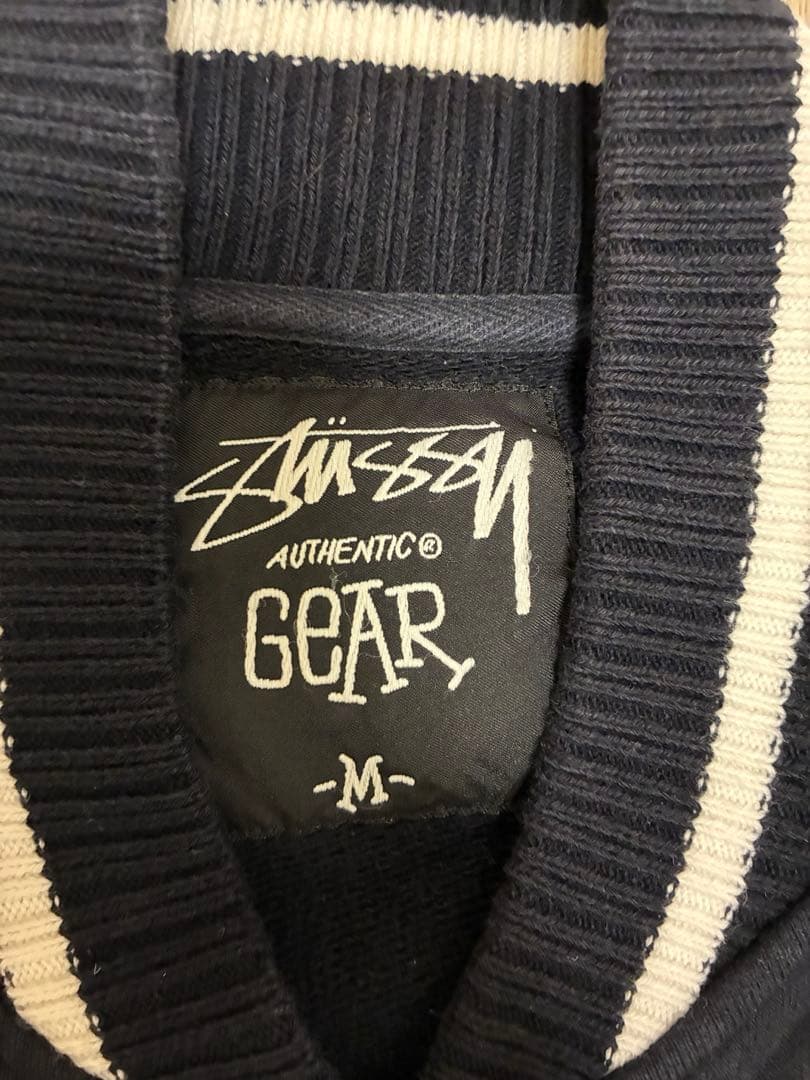 Stüssy
AUTHENTIC®
GeAR
-M-